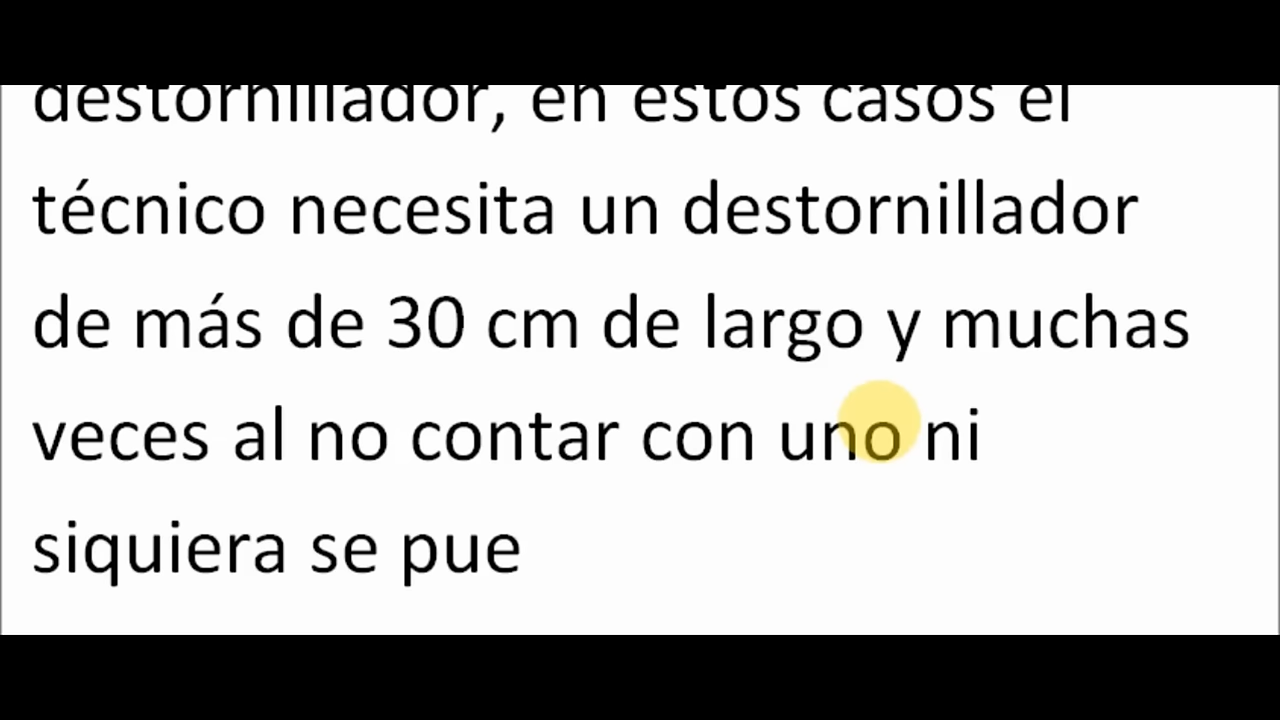 destornillador, en estos casos el
técnico necesita un destornillador
de más de 30 cm de largo y muchas
veces al no contar con uno ni
siquiera se pue